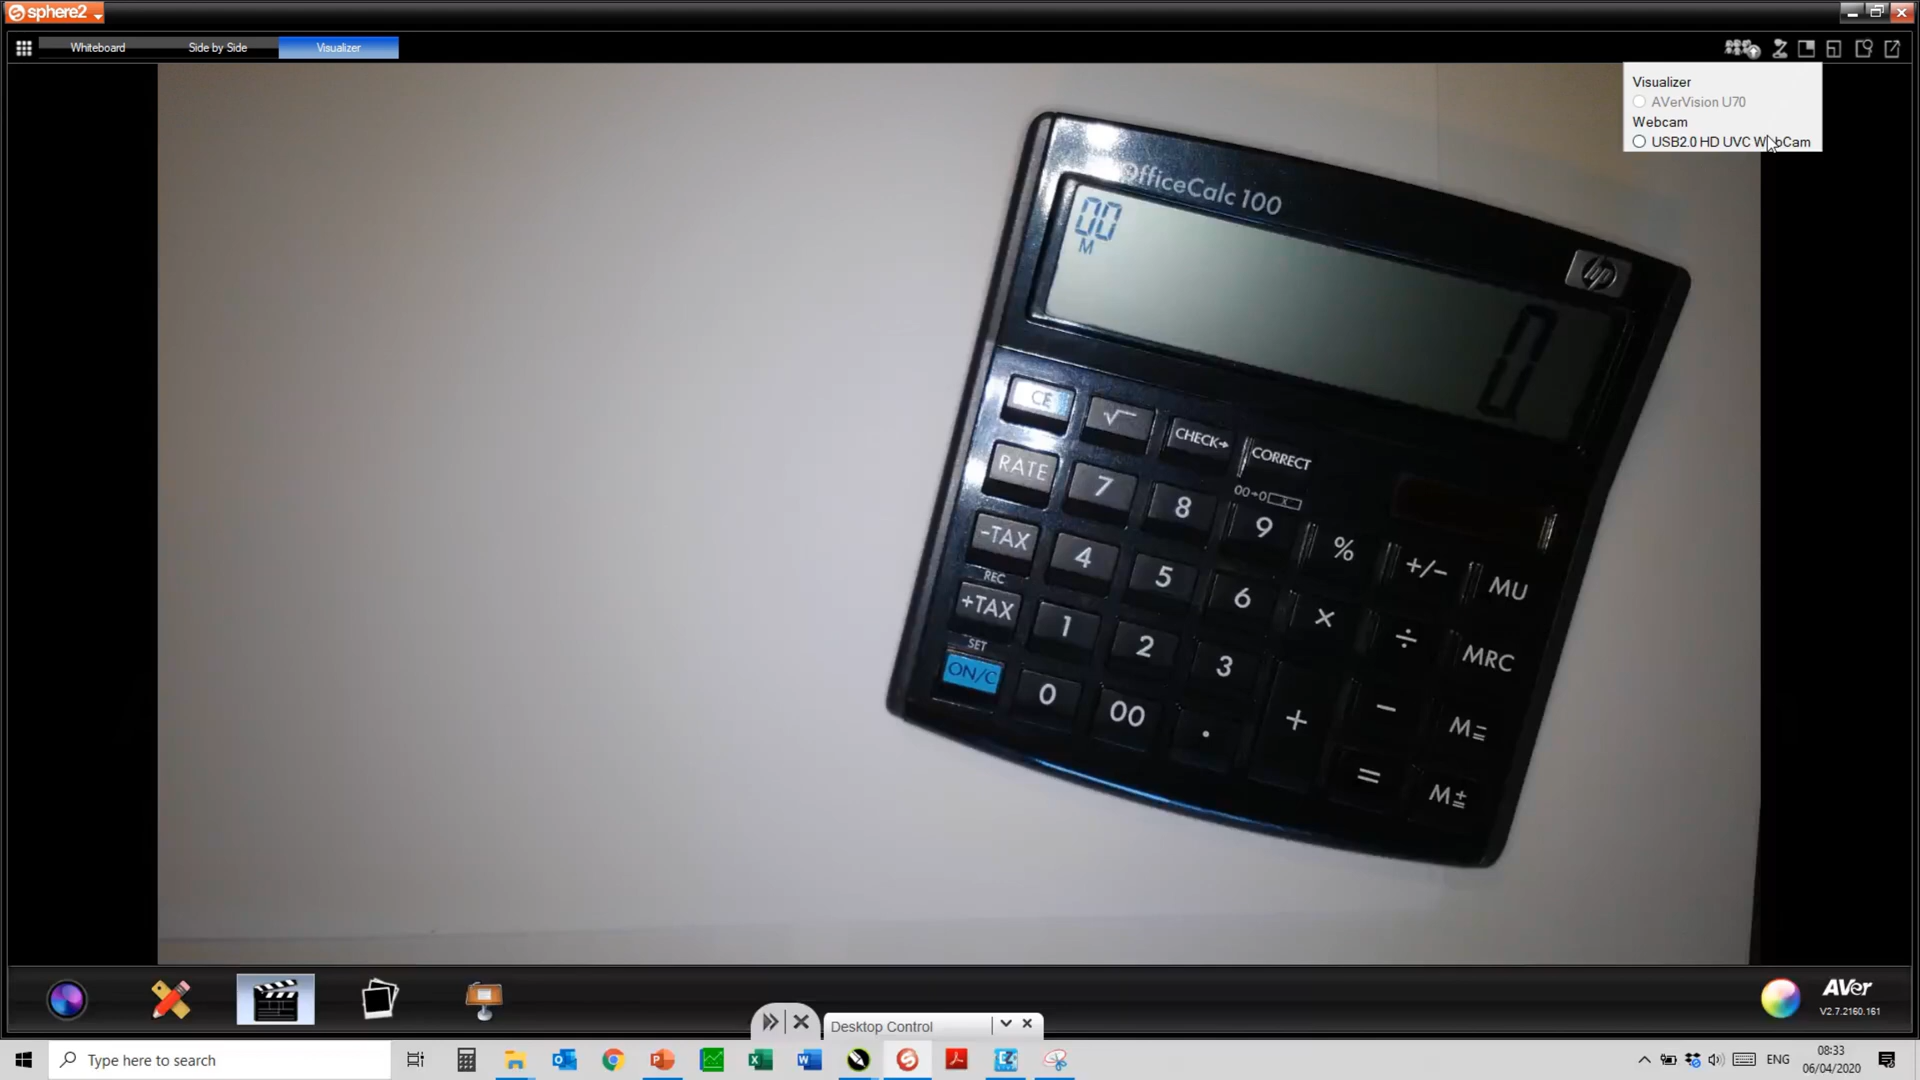 sphere2
Whiteboard
Side by Side
Visualizer
Visualizer
AVerVision U70
Webcam
USB2.0 HD UVC WebCam
OfficeCalc 100
hp
00
M
0
CE
√
CHECK→
CORRECT
00→0
RATE
7
8
9
%
+/−
MU
-TAX
4
5
6
×
÷
MRC
REC
+TAX
1
2
3
+
−
M=
SET
ON/C
0
00
.
=
M±
AVer
V2.7.2160.161
Desktop Control
Type here to search
ENG
08:33
06/04/2020